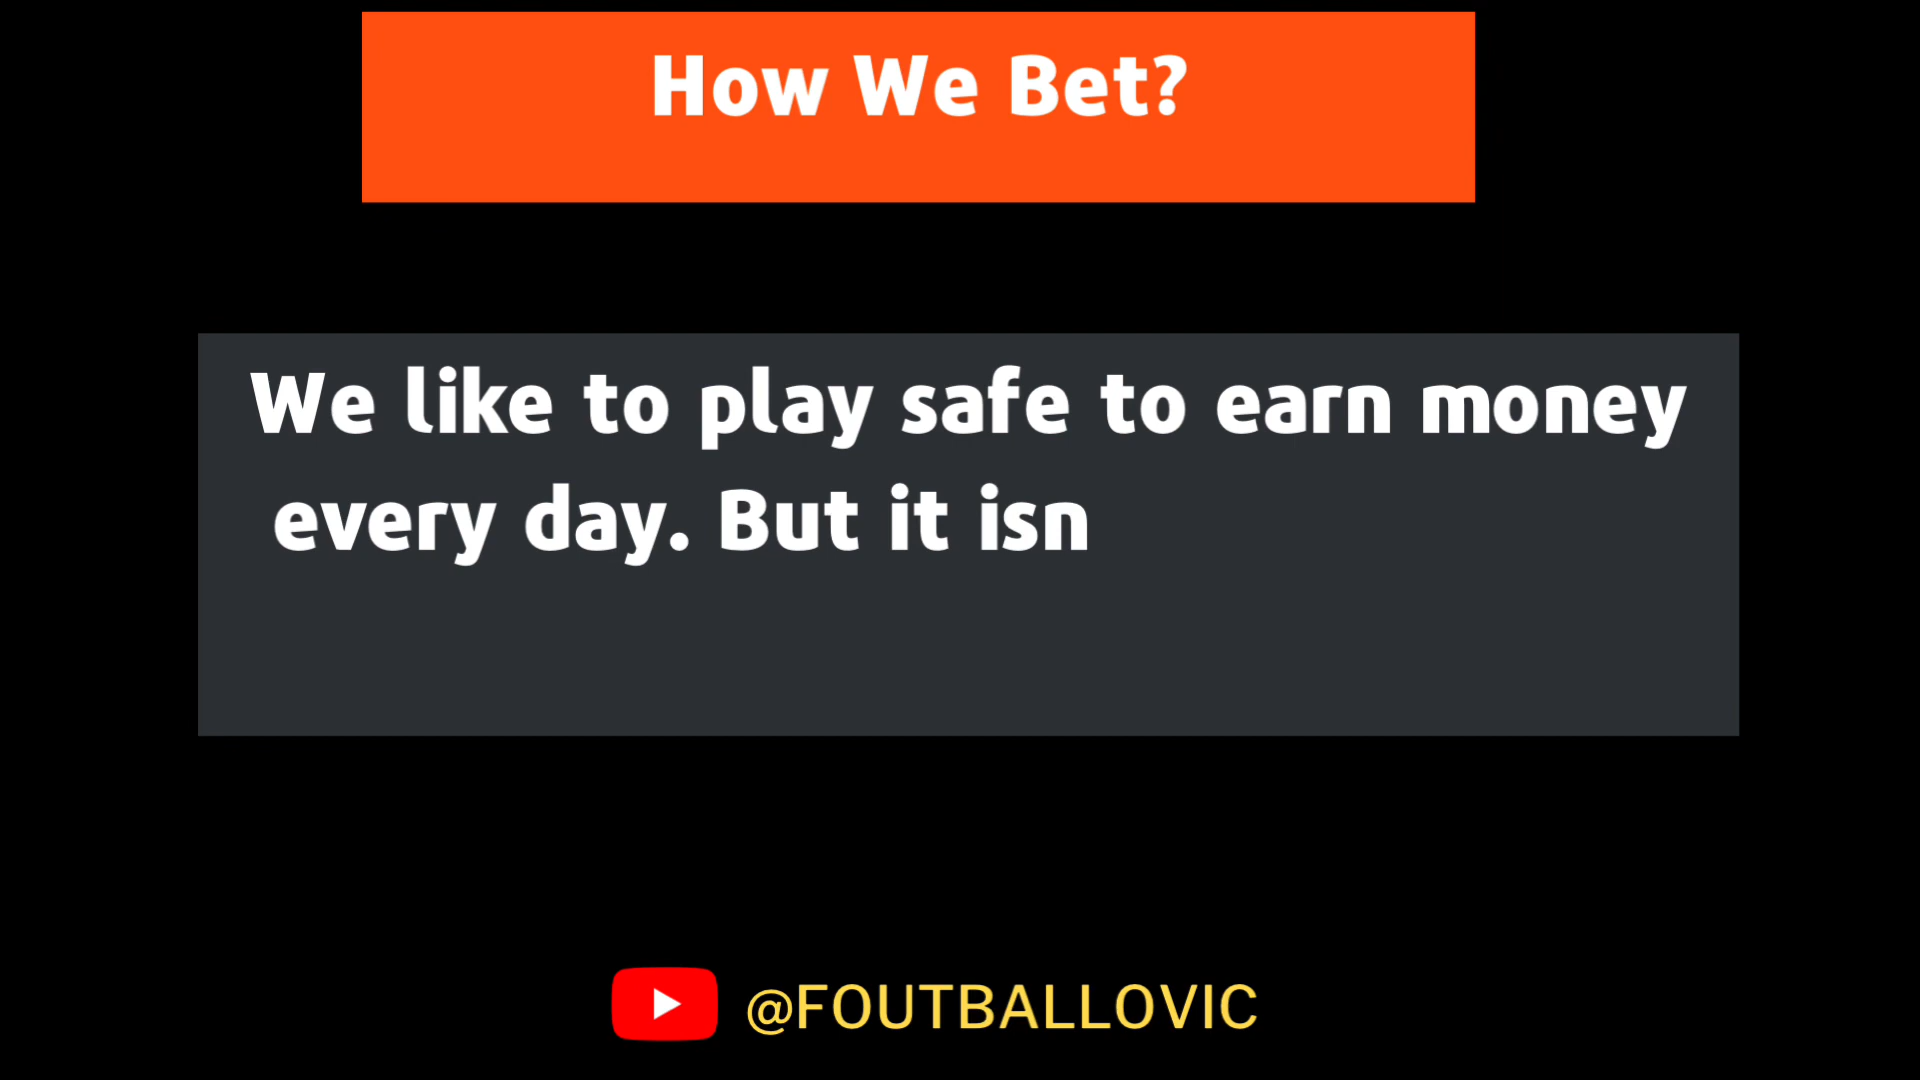 How We Bet?
We like to play safe to earn money
every day. But it isn
@FOUTBALLOVIC